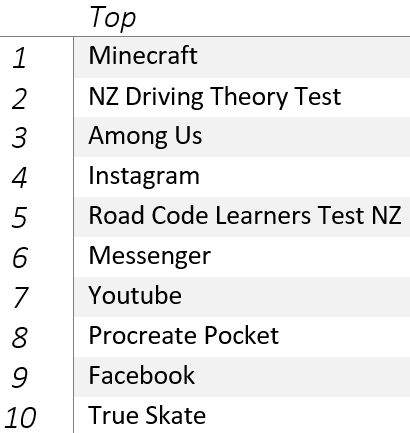 Top
1 Minecraft
2 NZ Driving Theory Test
3 Among Us
4 Instagram
5 Road Code Learners Test NZ
6 Messenger
7 Youtube
8 Procreate Pocket
9 Facebook
10 True Skate